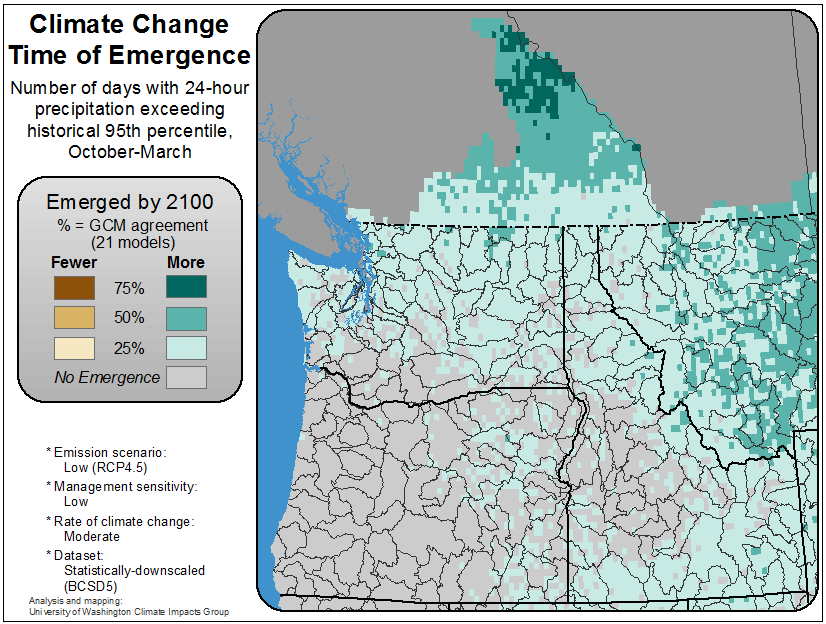 Climate Change
Time of Emergence
Number of days with 24-hour
precipitation exceeding
historical 95th percentile,
October-March
Emerged by 2100
% = GCM agreement
(21 models)
Fewer More
75%
50%
25%
No Emergence
* Emission scenario:
Low (RCP4.5)
* Management sensitivity:
Low
* Rate of climate change:
Moderate
* Dataset:
Statistically-downscaled
(BCSD5)
Analysis and mapping:
University of Washington Climate Impacts Group